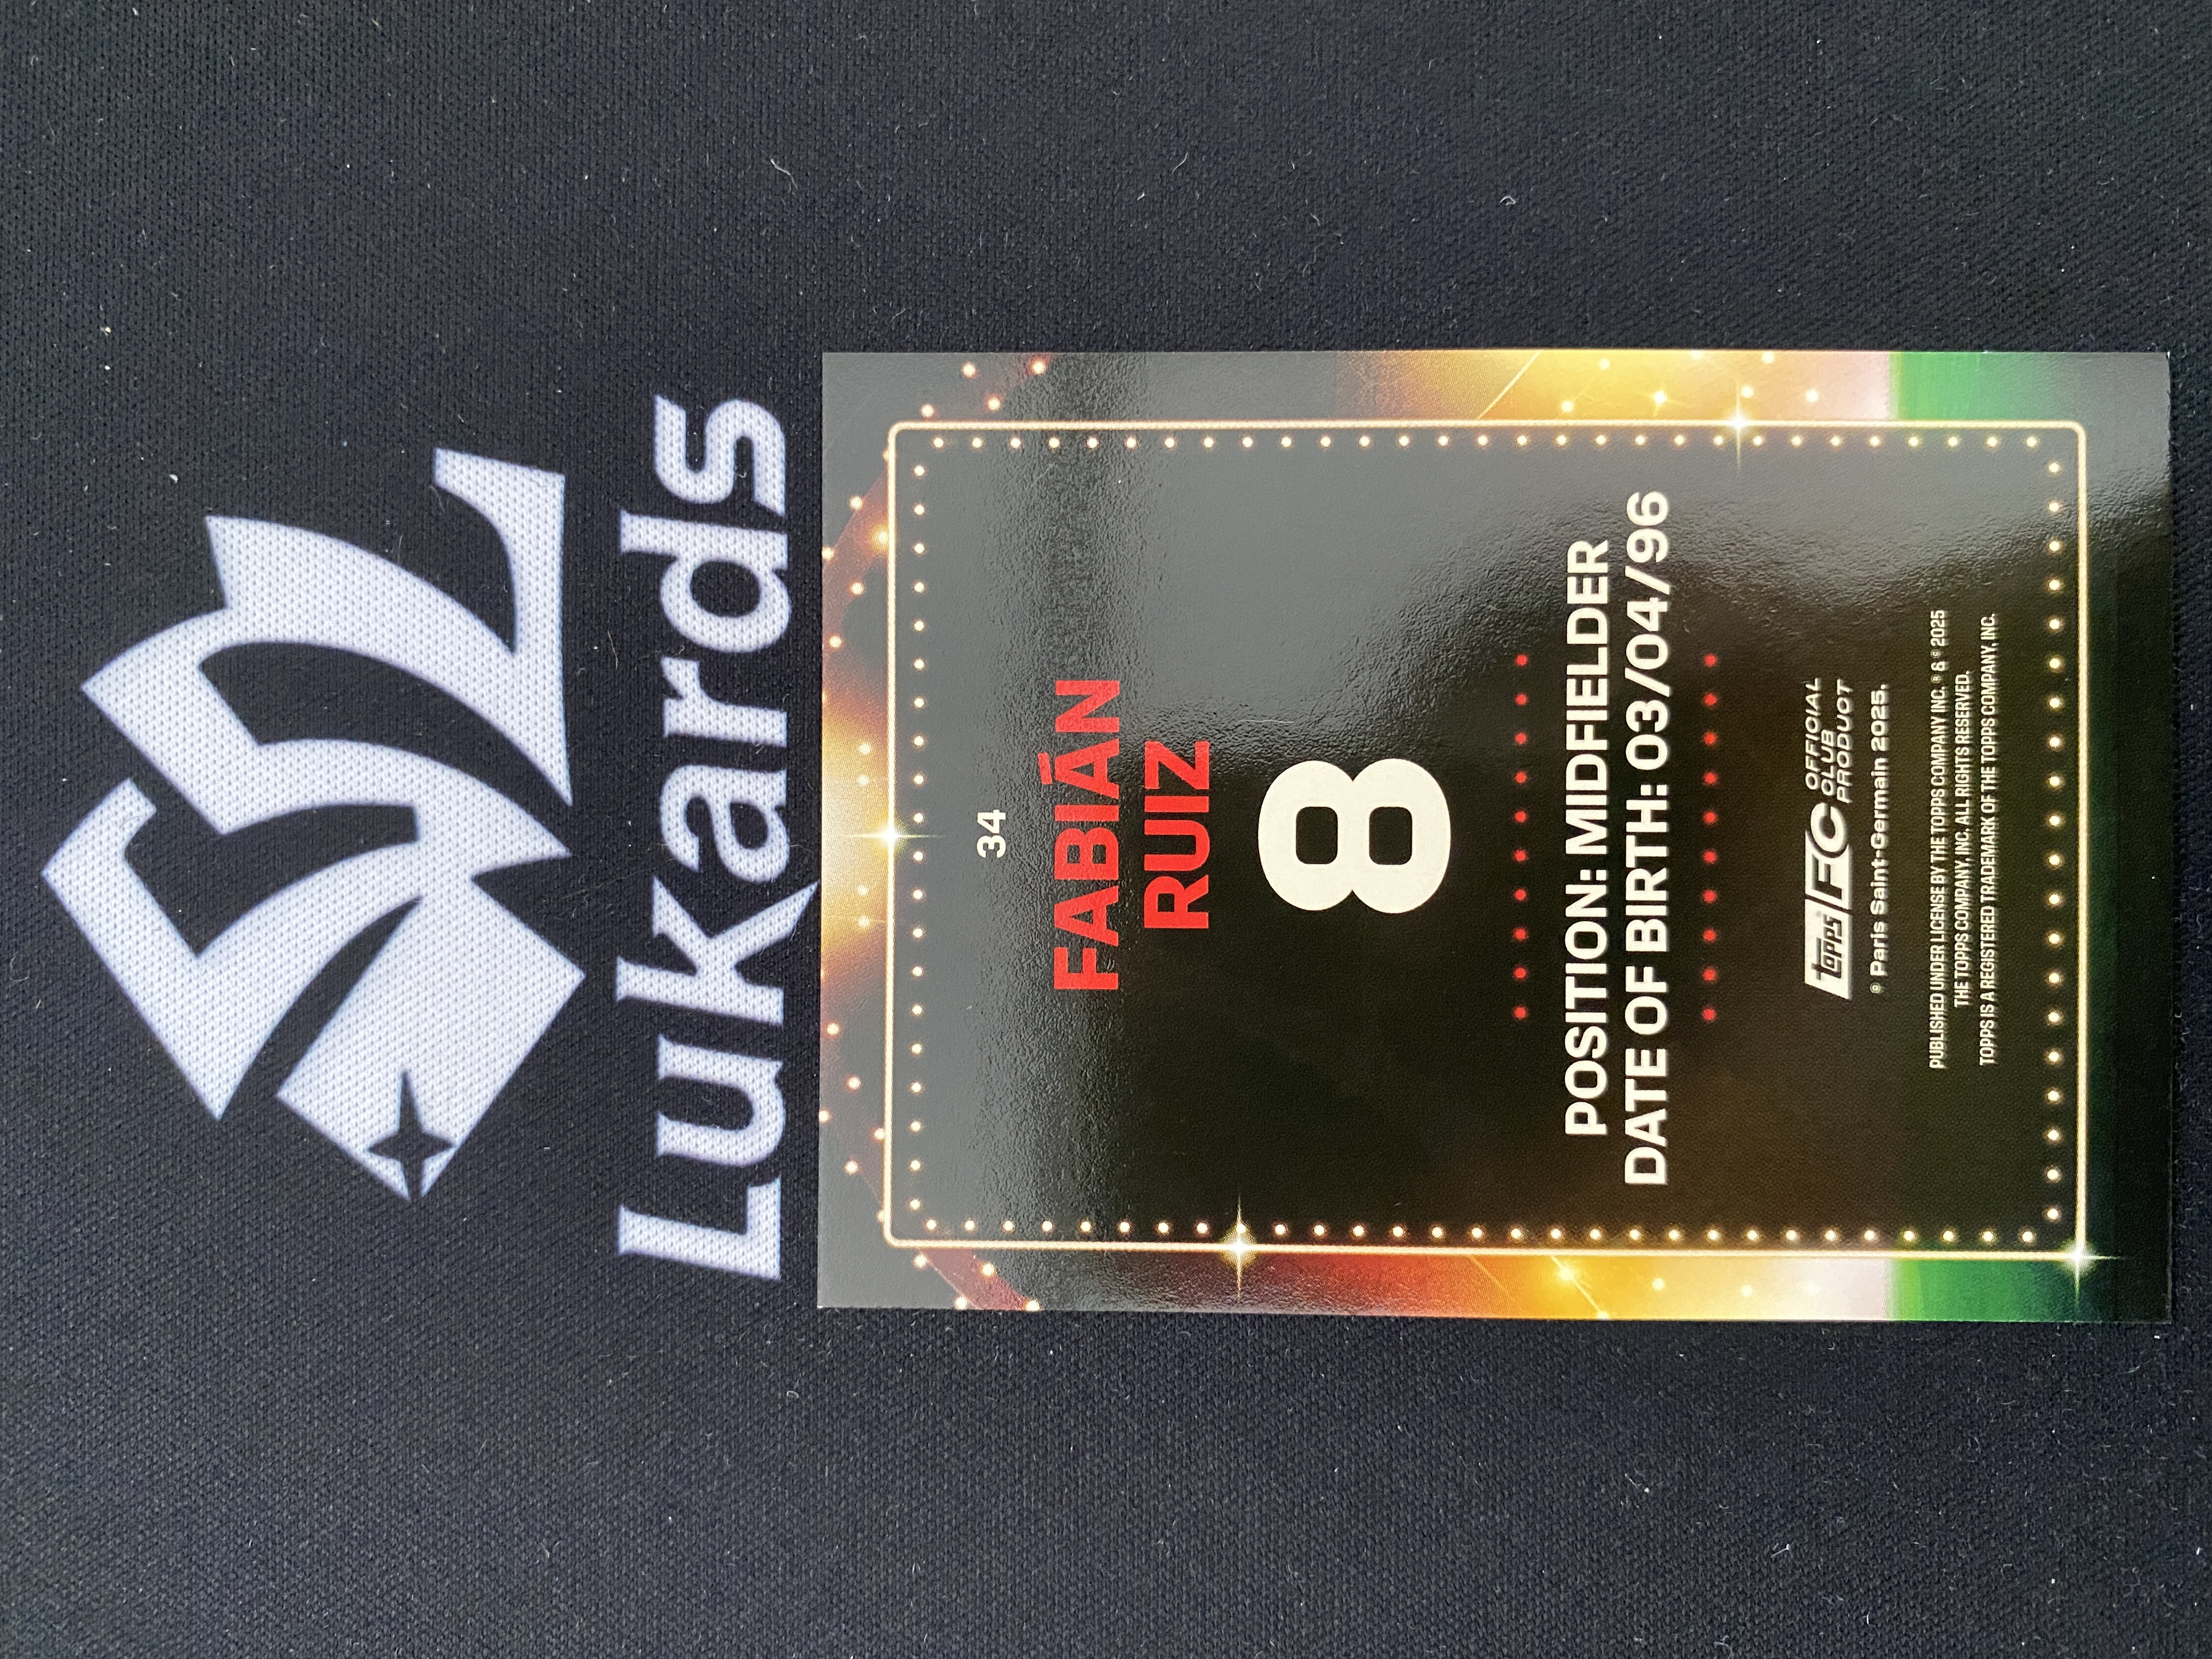 Lukards
34
FABIÁN
RUIZ
8
POSITION: MIDFIELDER
DATE OF BIRTH: 03/04/96
topps FC OFFICIAL
CLUB
PRODUCT
© Paris Saint-Germain 2025.
PUBLISHED UNDER LICENSE BY THE TOPPS COMPANY INC. ® & © 2025
THE TOPPS COMPANY, INC. ALL RIGHTS RESERVED.
TOPPS IS A REGISTERED TRADEMARK OF THE TOPPS COMPANY, INC.